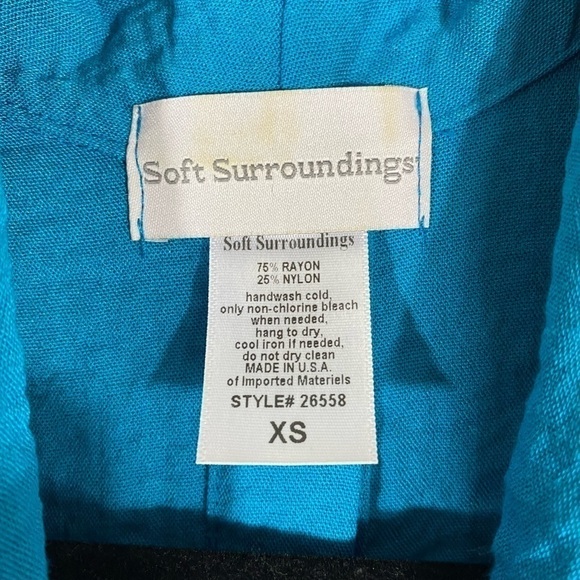 Soft Surroundings
Soft Surroundings
75% RAYON
25% NYLON
handwash cold,
only non-chlorine bleach
when needed,
hang to dry,
cool iron if needed,
do not dry clean
MADE IN U.S.A.
of Imported Materiels
STYLE# 26558
XS